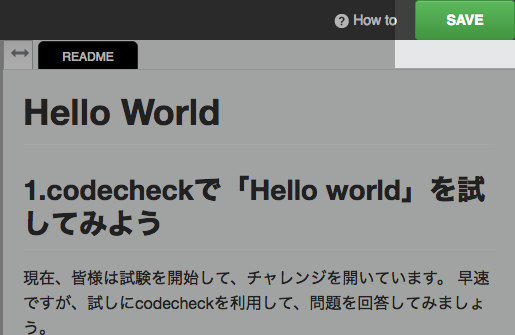 How to
SAVE
README
Hello World
1.codecheckで「Hello world」を試
してみよう
現在、皆様は試験を開始して、チャレンジを開いています。 早速
ですが、試しにcodecheckを利用して、問題を回答してみましょ
う。